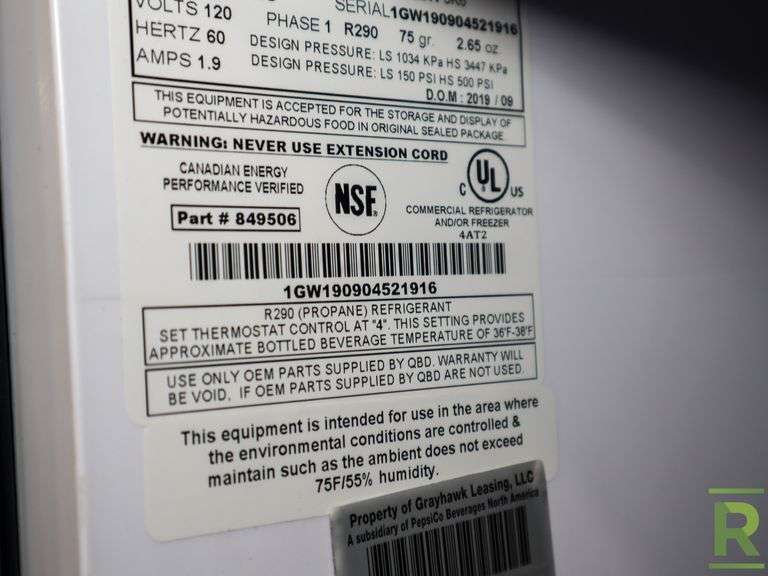 VOLTS 120
HERTZ 60
AMPS 1.9
SERIAL 1GW190904521916
PHASE 1 R290 75 gr. 2.65 oz
DESIGN PRESSURE: LS 1034 KPa HS 3447 KPa
DESIGN PRESSURE: LS 150 PSI HS 500 PSI
D.O.M : 2019 / 09
THIS EQUIPMENT IS ACCEPTED FOR THE STORAGE AND DISPLAY OF
POTENTIALLY HAZARDOUS FOOD IN ORIGINAL SEALED PACKAGE
WARNING: NEVER USE EXTENSION CORD
CANADIAN ENERGY
PERFORMANCE VERIFIED
Part # 849506
NSF®
C UL US
COMMERCIAL REFRIGERATOR
AND/OR FREEZER
4AT2
1GW190904521916
R290 (PROPANE) REFRIGERANT
SET THERMOSTAT CONTROL AT "4". THIS SETTING PROVIDES
APPROXIMATE BOTTLED BEVERAGE TEMPERATURE OF 36°F-38°F
USE ONLY OEM PARTS SUPPLIED BY QBD. WARRANTY WILL
BE VOID. IF OEM PARTS SUPPLIED BY QBD ARE NOT USED.
This equipment is intended for use in the area where
the environmental conditions are controlled &
maintain such as the ambient does not exceed
75F/55% humidity.
Property of Grayhawk Leasing, LLC
A subsidiary of PepsiCo Beverages North America
R